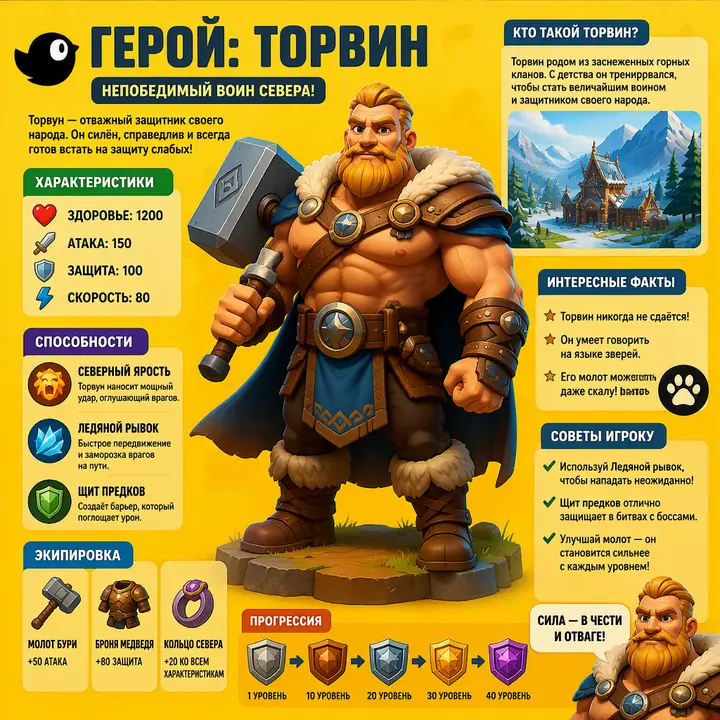 ГЕРОЙ: ТОРВИН
НЕПОБЕДИМЫЙ ВОИН СЕВЕРА!
Торвун — отважный защитник своего
народа. Он силён, справедлив и всегда
готов встать на защиту слабых!
ХАРАКТЕРИСТИКИ
ЗДОРОВЬЕ: 1200
АТАКА: 150
ЗАЩИТА: 100
СКОРОСТЬ: 80
СПОСОБНОСТИ
СЕВЕРНЫЙ ЯРОСТЬ
Торвун наносит мощный
удар, оглушающий врагов.
ЛЕДЯНОЙ РЫВОК
Быстрое передвижение
и заморозка врагов
на пути.
ЩИТ ПРЕДКОВ
Создаёт барьер, который
поглощает урон.
ЭКИПИРОВКА
МОЛОТ БУРИ
+50 АТАКА
БРОНЯ МЕДВЕДЯ
+80 ЗАЩИТА
КОЛЬЦО СЕВЕРА
+20 КО ВСЕМ
ХАРАКТЕРИСТИКАМ
ПРОГРЕССИЯ
1 УРОВЕНЬ
10 УРОВЕНЬ
20 УРОВЕНЬ
30 УРОВЕНЬ
40 УРОВЕНЬ
КТО ТАКОЙ ТОРВИН?
Торвин родом из заснеженных горных
кланов. С детства он трениррвался,
чтобы стать величайшим воином
и защитником своего народа.
ИНТЕРЕСНЫЕ ФАКТЫ
Торвин никогда не сдаётся!
Он умеет говорить
на языке зверей.
Его молот
даже скалу!
СОВЕТЫ ИГРОКУ
Используй Ледяной рывок,
чтобы нападать неожиданно!
Щит предков отлично
защищает в битвах с боссами.
Улучшай молот — он
становится сильнее
с каждым уровнем!
СИЛА — В ЧЕСТИ
И ОТВАГЕ!